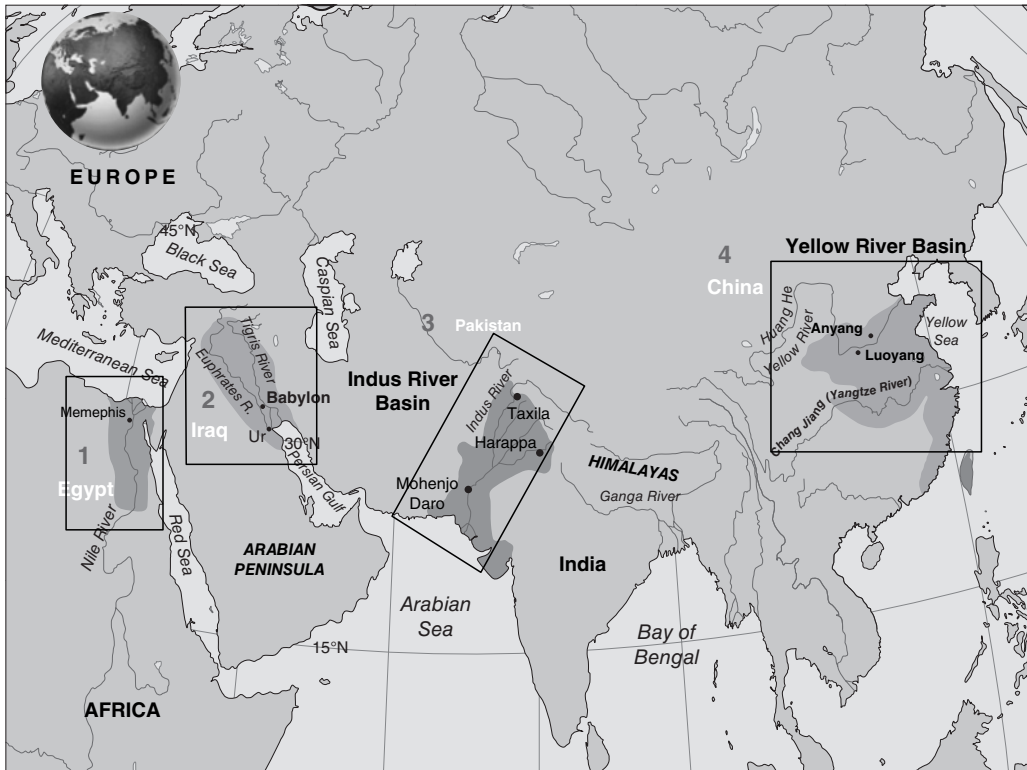 EUROPE
45°N
Black Sea
Caspian Sea
Mediterranean Sea
1
Egypt
Memephis
Nile River
Red Sea
2
Iraq
Tigris River
Euphrates R.
Babylon
Ur
30°N
Persian Gulf
ARABIAN
PENINSULA
AFRICA
15°N
Arabian
Sea
3
Pakistan
Indus River
Basin
Indus River
Taxila
Harappa
Mohenjo
Daro
HIMALAYAS
Ganga River
India
Bay of
Bengal
4
China
Yellow River Basin
Huang He
Yellow River
Anyang
Luoyang
Yellow
Sea
Chang Jiang (Yangtze River)